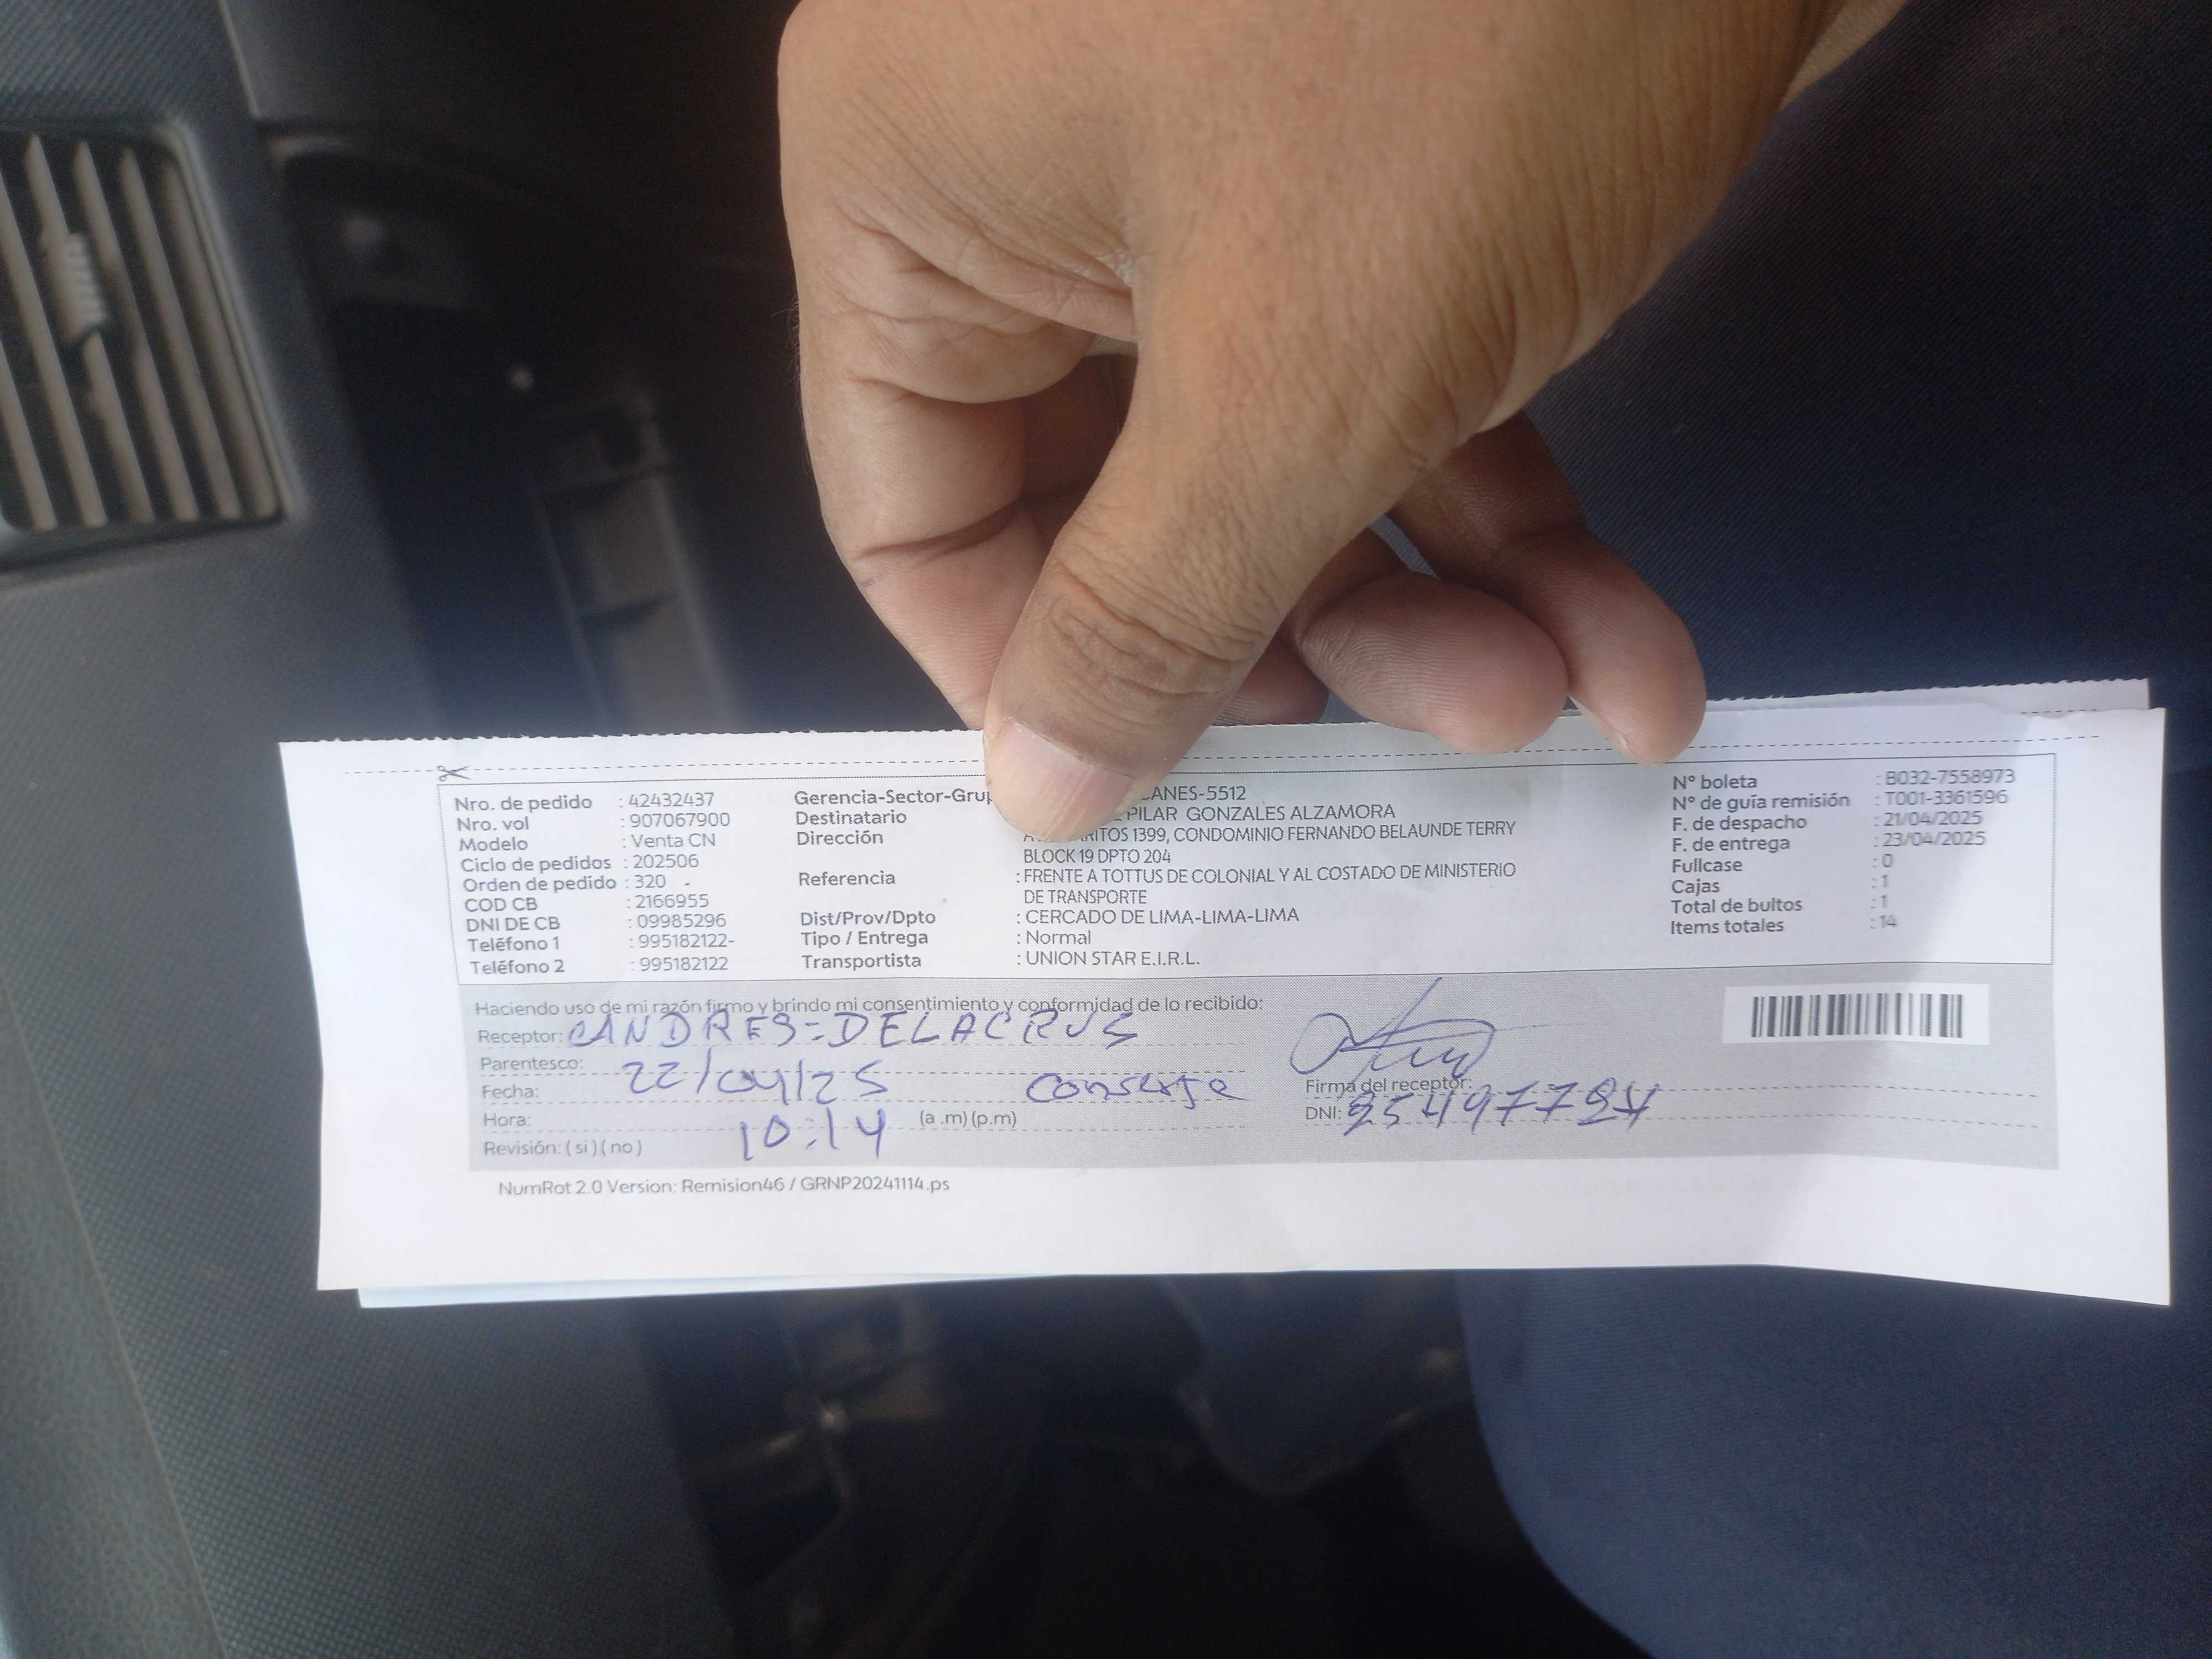 Nro. de pedido : 42432437
Nro. vol : 907067900
Modelo : Venta CN
Ciclo de pedidos : 202506
Orden de pedido : 320 -
COD CB : 2166955
DNI DE CB : 09985296
Teléfono 1 : 995182122-
Teléfono 2 : 995182122
Gerencia-Sector-Gru CANES-5512
Destinatario PILAR GONZALES ALZAMORA
Dirección RITOS 1399, CONDOMINIO FERNANDO BELAUNDE TERRY
BLOCK 19 DPTO 204
Referencia : FRENTE A TOTTUS DE COLONIAL Y AL COSTADO DE MINISTERIO
DE TRANSPORTE
Dist/Prov/Dpto : CERCADO DE LIMA-LIMA-LIMA
Tipo / Entrega : Normal
Transportista : UNION STAR E.I.R.L.
N° boleta : B032-7558973
N° de guía remisión : T001-3361596
F. de despacho : 21/04/2025
F. de entrega : 23/04/2025
Fullcase : 0
Cajas : 1
Total de bultos : 1
Items totales : 14
Haciendo uso de mi razón firmo y brindo mi consentimiento y conformidad de lo recibido:
Receptor: ANDRES=DELACRUS
Parentesco:
Fecha: 22/04/25 Conserje
Hora: 10:14 (a .m) (p.m)
Revisión: ( si ) ( no )
Firma del receptor:
DNI:
NumRot 2.0 Version: Remision46 / GRNP20241114.ps